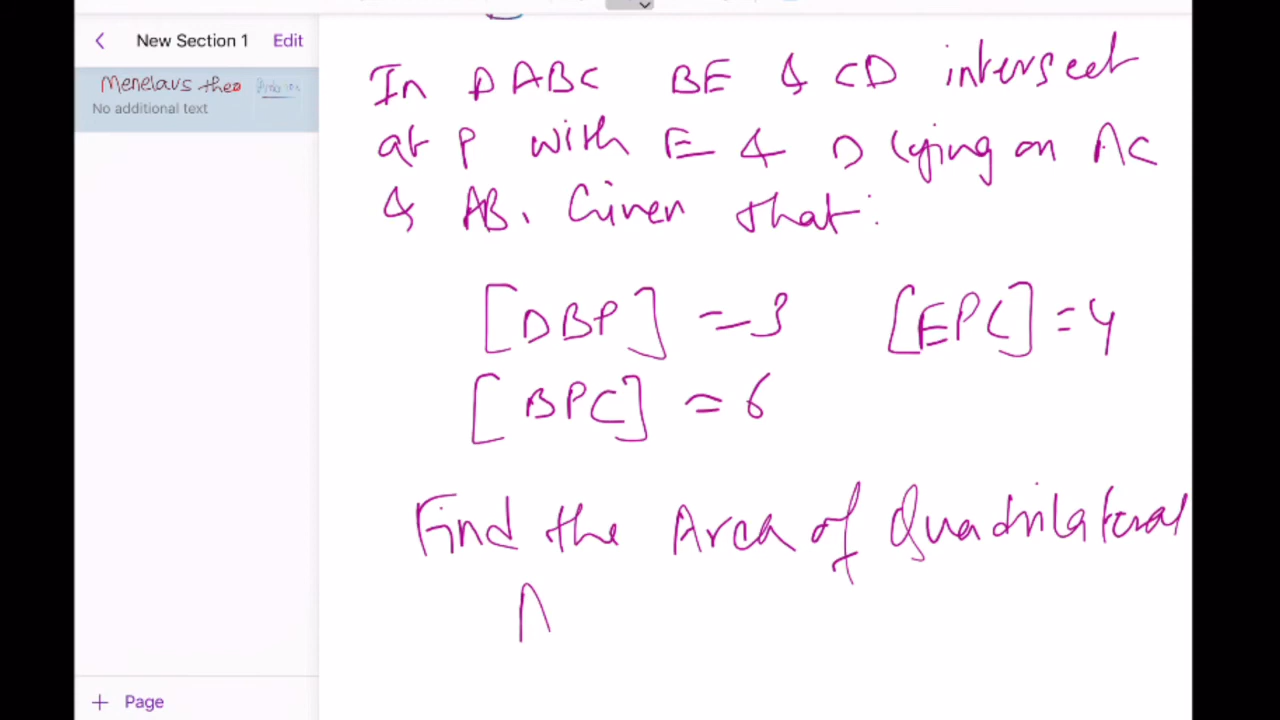 New Section 1 Edit
Menelaus theo
No additional text
In △ABC BE & CD intersect
at P with E & D lying on AC
& AB. Given that:
[DBP] = 3 [EPC] = 4
[BPC] = 6
Find the Area of Quadrilateral
A
+ Page